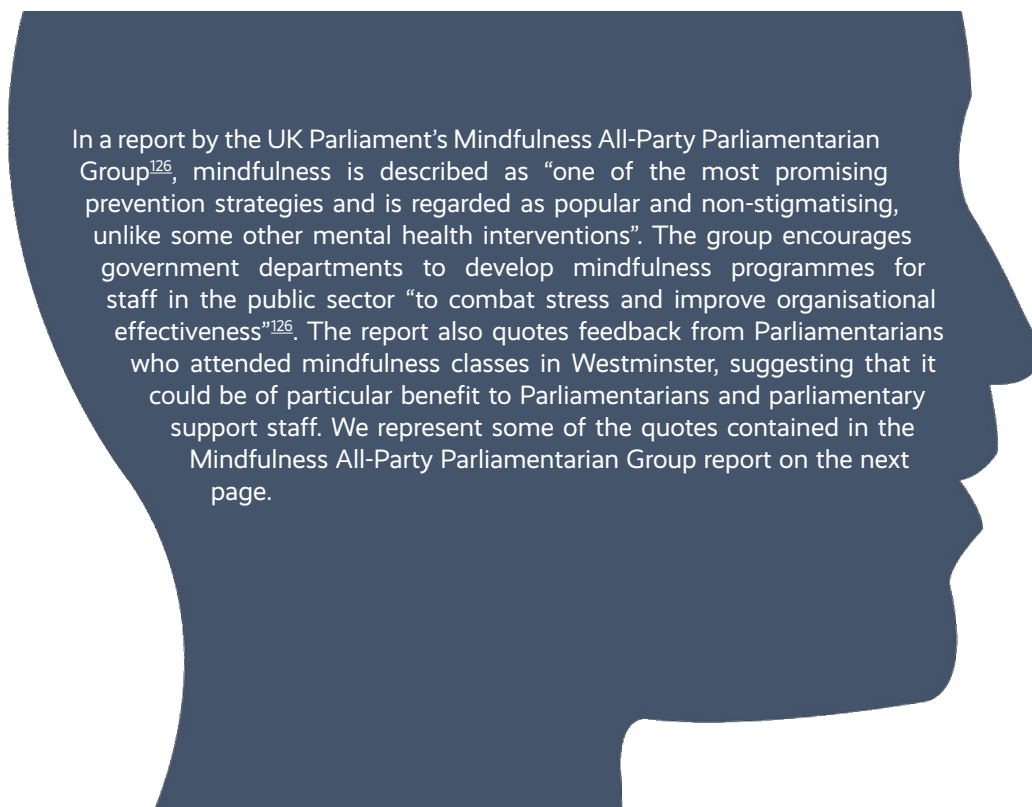 In a report by the UK Parliament’s Mindfulness All-Party Parliamentarian
Group126, mindfulness is described as “one of the most promising
prevention strategies and is regarded as popular and non-stigmatising,
unlike some other mental health interventions”. The group encourages
government departments to develop mindfulness programmes for
staff in the public sector “to combat stress and improve organisational
effectiveness”126. The report also quotes feedback from Parliamentarians
who attended mindfulness classes in Westminster, suggesting that it
could be of particular benefit to Parliamentarians and parliamentary
support staff. We represent some of the quotes contained in the
Mindfulness All-Party Parliamentarian Group report on the next
page.